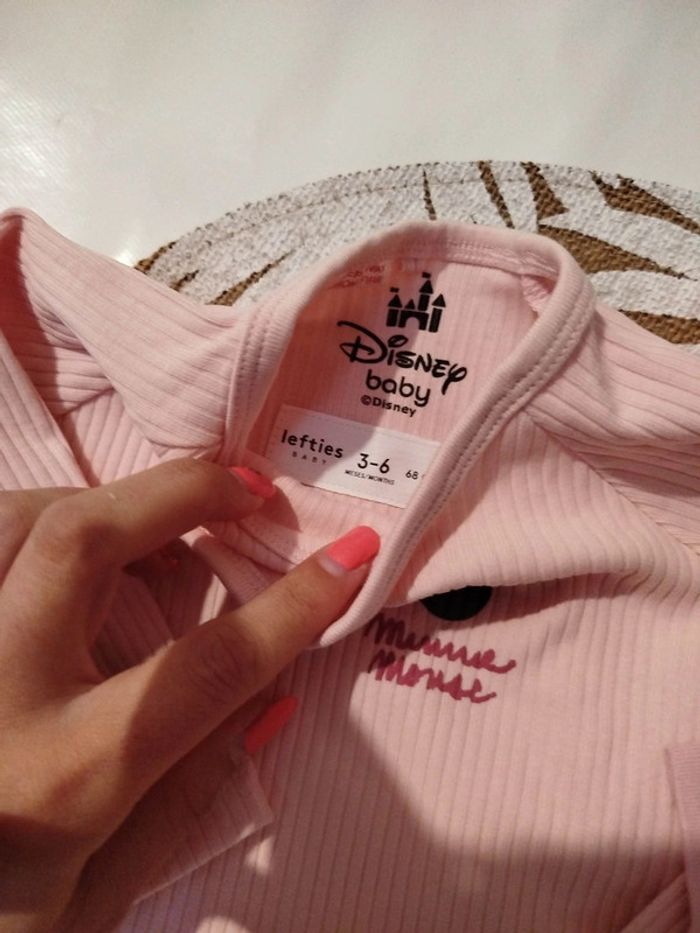 Disney
baby
©Disney
lefties
BABY
3-6
MESES/MONTHS
68
Minnie
Mouse